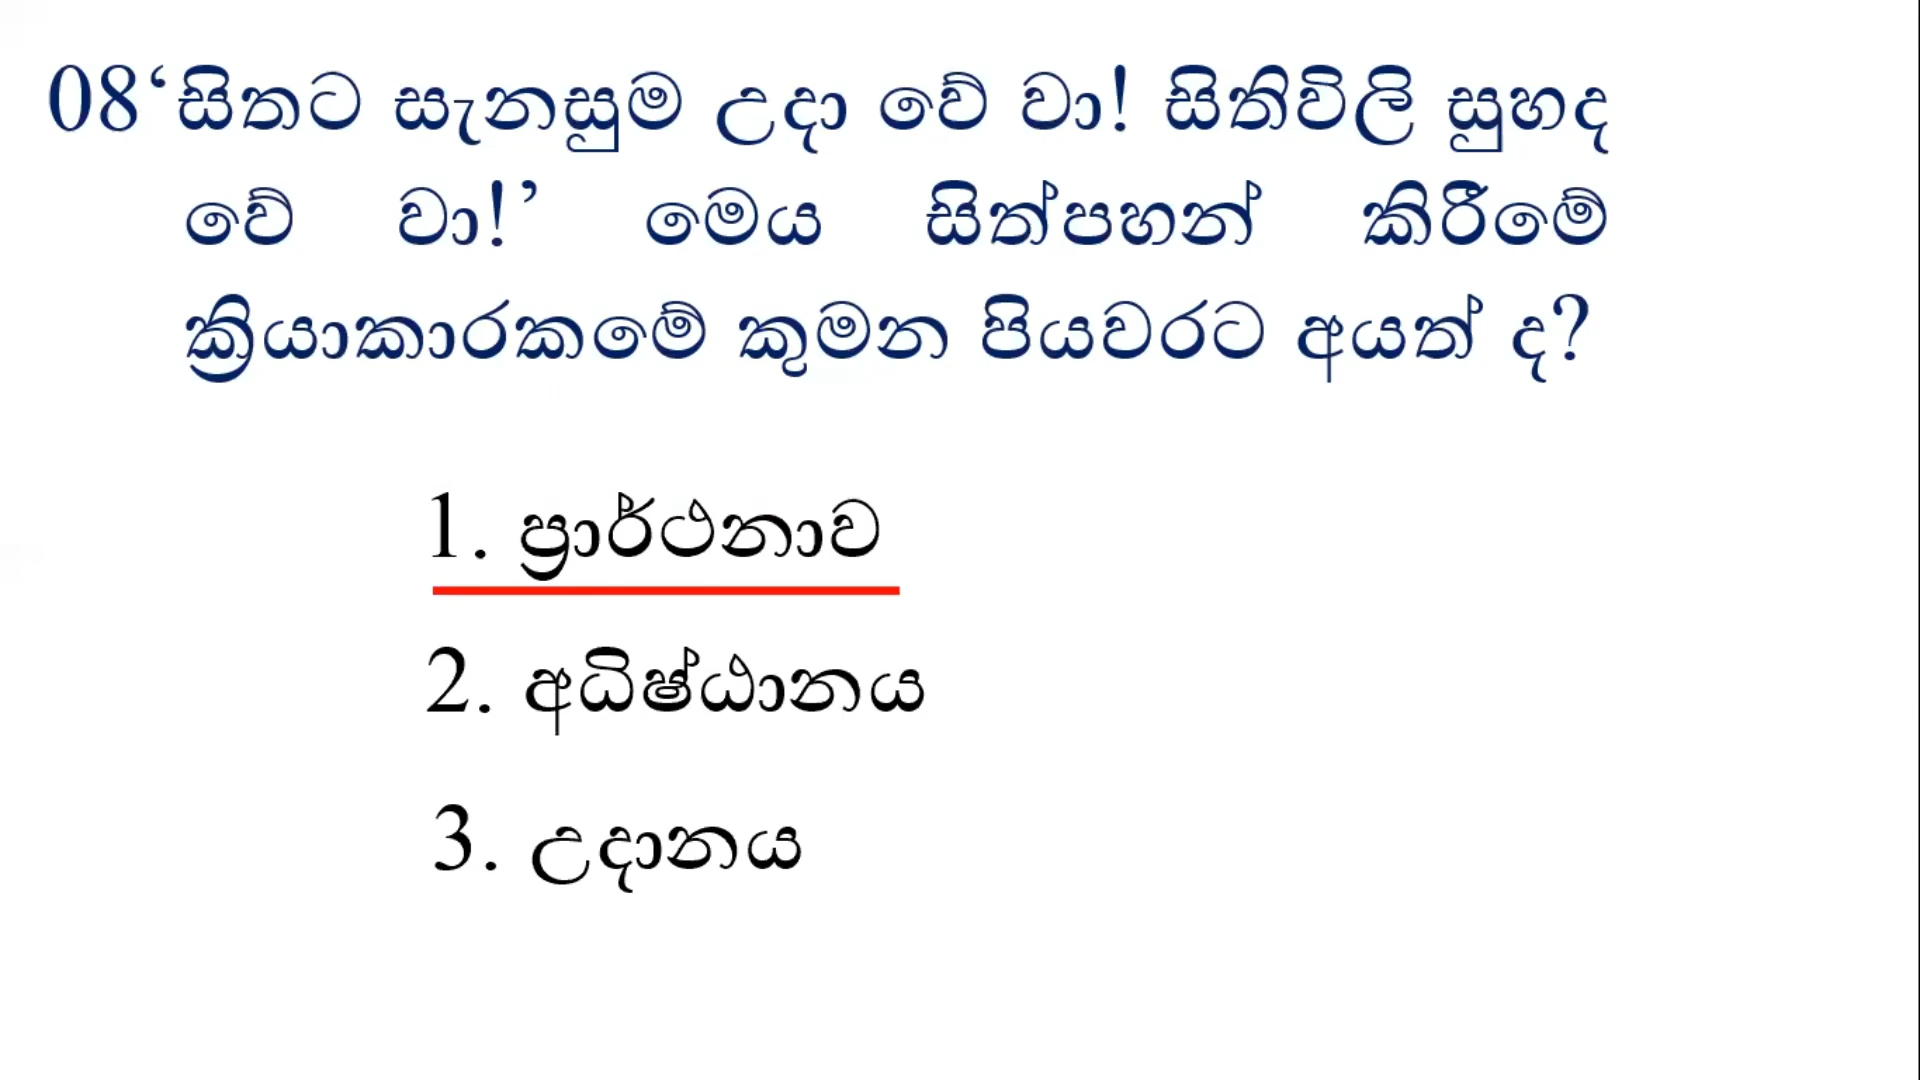 08‘සිතට සැනසුම උදා වේ වා! සිතිවිලි සුහද
වේ වා!’ මෙය සිත්පහන් කිරීමේ
ක්‍රියාකාරකමේ කුමන පියවරට අයත් ද?
1. ප්‍රාර්ථනාව
2. අධිෂ්ඨානය
3. උදානය